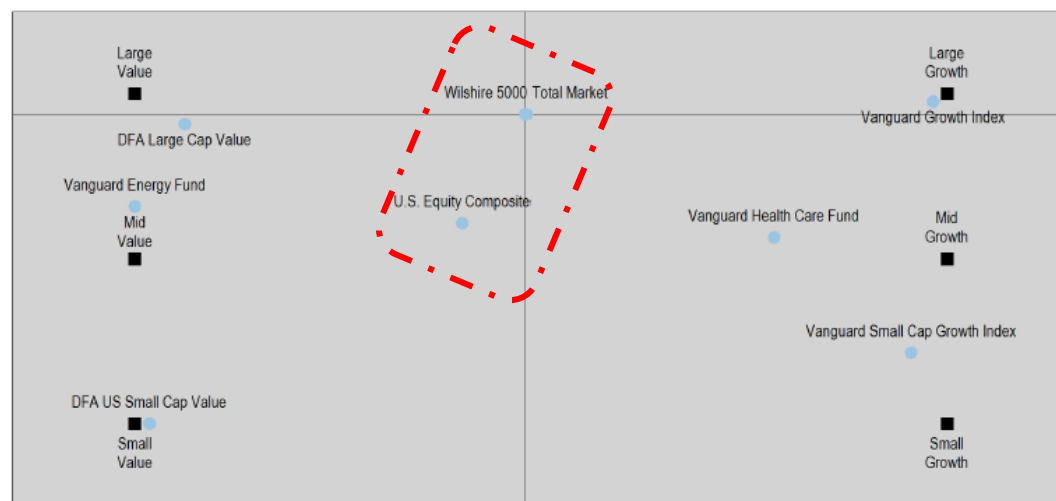 Large
Value
Large
Growth
Wilshire 5000 Total Market
Vanguard Growth Index
DFA Large Cap Value
Vanguard Energy Fund
Mid
Value
U.S. Equity Composite
Vanguard Health Care Fund
Mid
Growth
Vanguard Small Cap Growth Index
DFA US Small Cap Value
Small
Value
Small
Growth